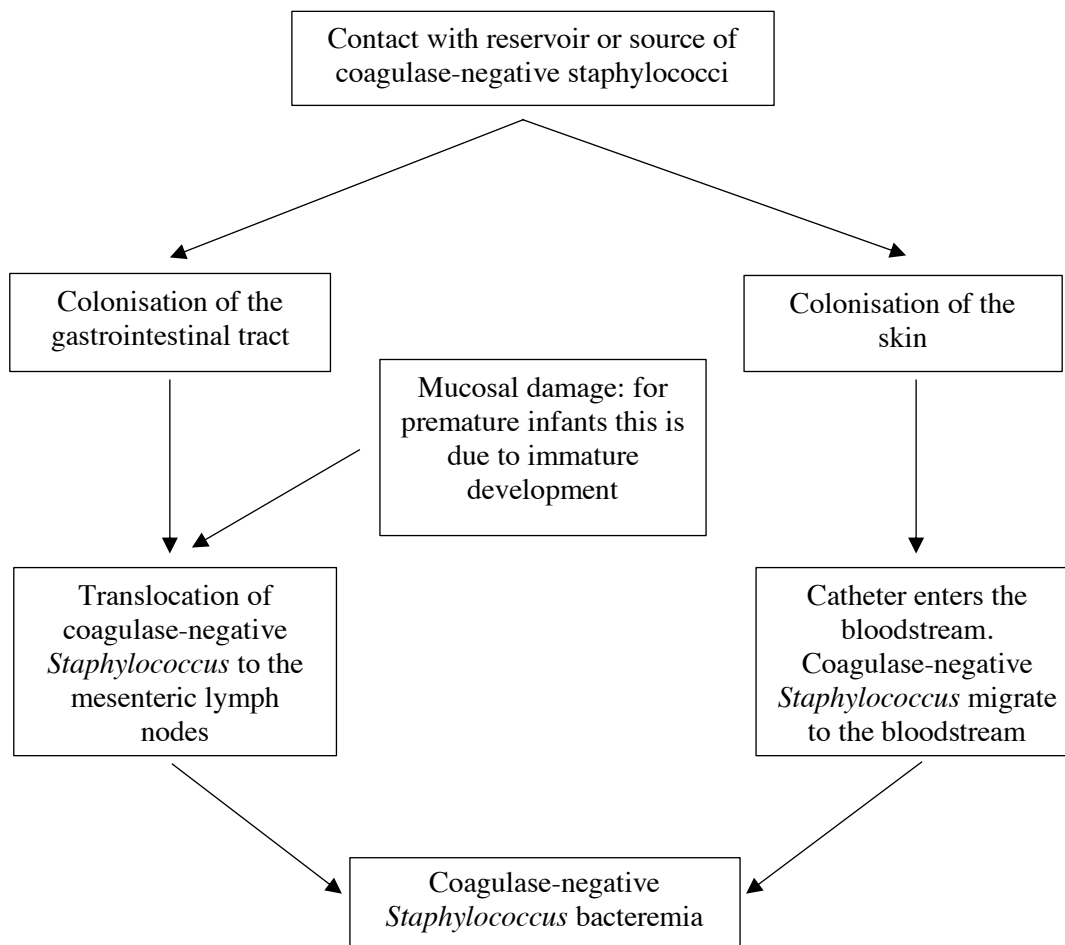 Contact with reservoir or source of
coagulase-negative staphylococci
Colonisation of the
gastrointestinal tract
Colonisation of the
skin
Mucosal damage: for
premature infants this is
due to immature
development
Translocation of
coagulase-negative
Staphylococcus to the
mesenteric lymph
nodes
Catheter enters the
bloodstream.
Coagulase-negative
Staphylococcus migrate
to the bloodstream
Coagulase-negative
Staphylococcus bacteremia